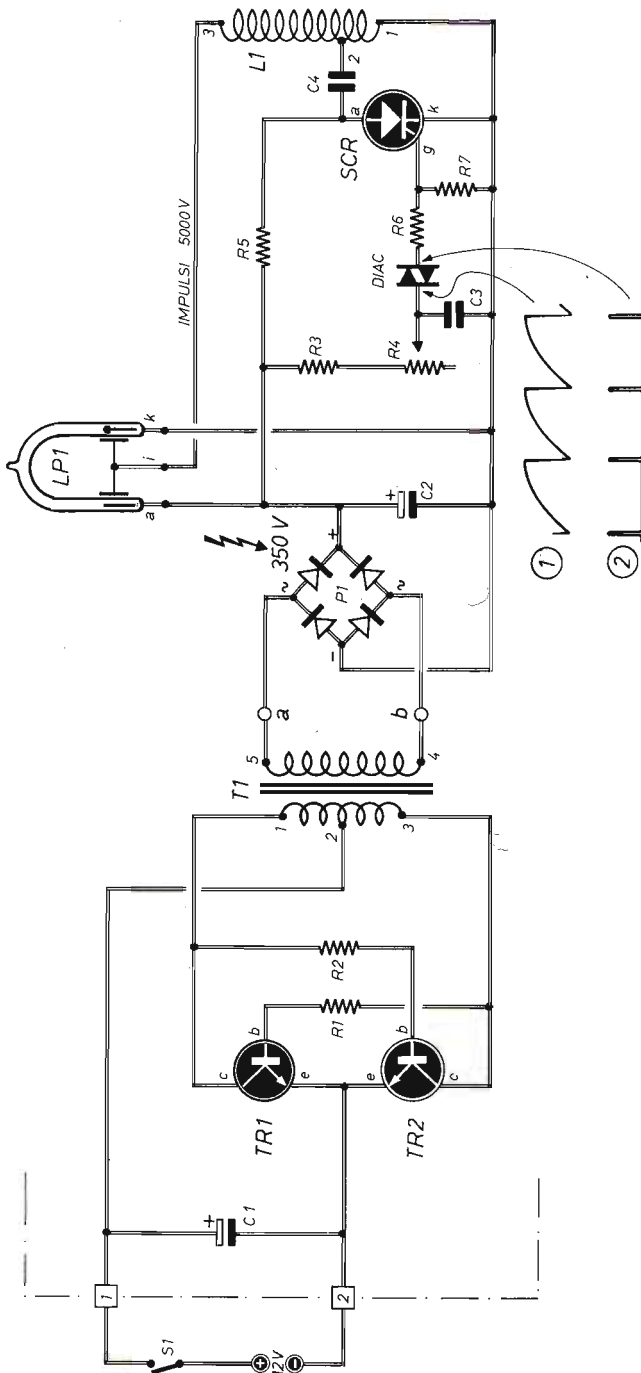 S1
+
−
12V
1
2
+
C1
TR1
c
b
e
TR2
e
b
c
R1
R2
T1
1
2
3
5
4
a
b
350 V
~
+
−
~
P1
+
C2
LP1
a
i
k
IMPULSI 5000V
R5
R3
R4
C3
DIAC
R6
R7
SCR
a
g
k
C4
L1
3
2
1
1
2